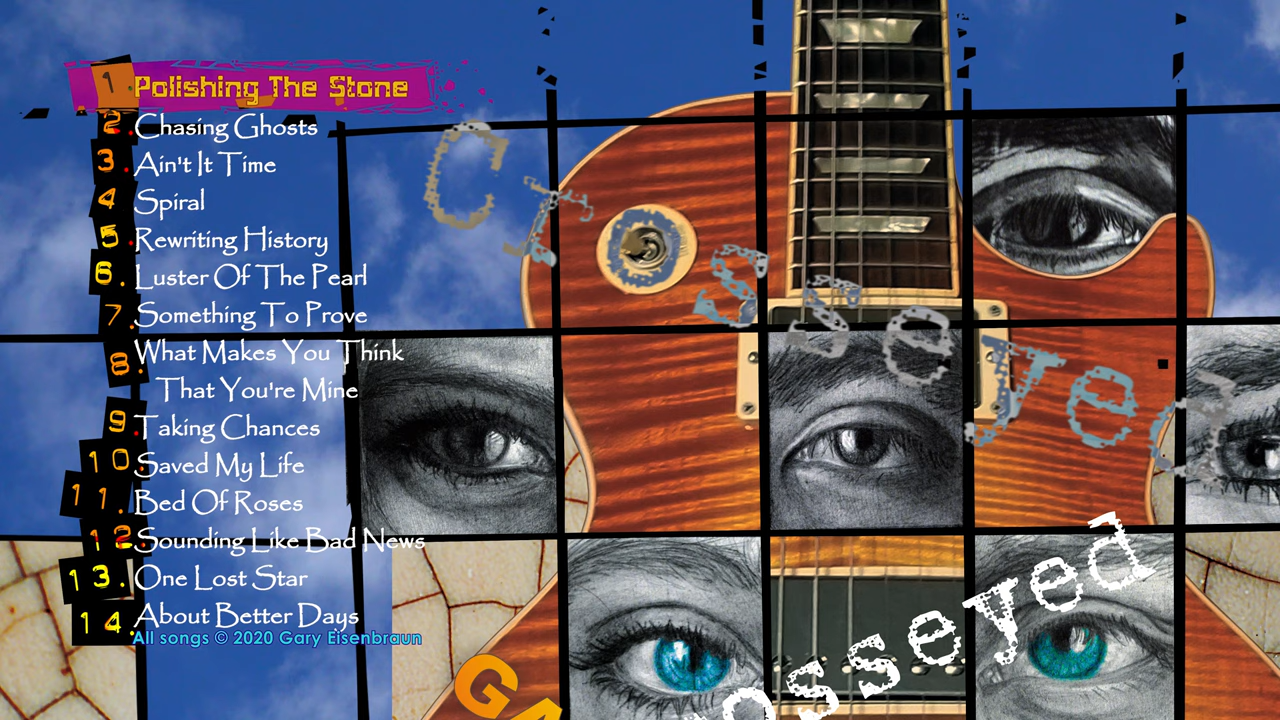 1. Polishing The Stone
2. Chasing Ghosts
3. Ain't It Time
4. Spiral
5. Rewriting History
6. Luster Of The Pearl
7. Something To Prove
8. What Makes You Think
That You're Mine
9. Taking Chances
10. Saved My Life
11. Bed Of Roses
12. Sounding Like Bad News
13. One Lost Star
14. About Better Days
All songs © 2020 Gary Eisenbraun
Crosseyed
osseyed
GA